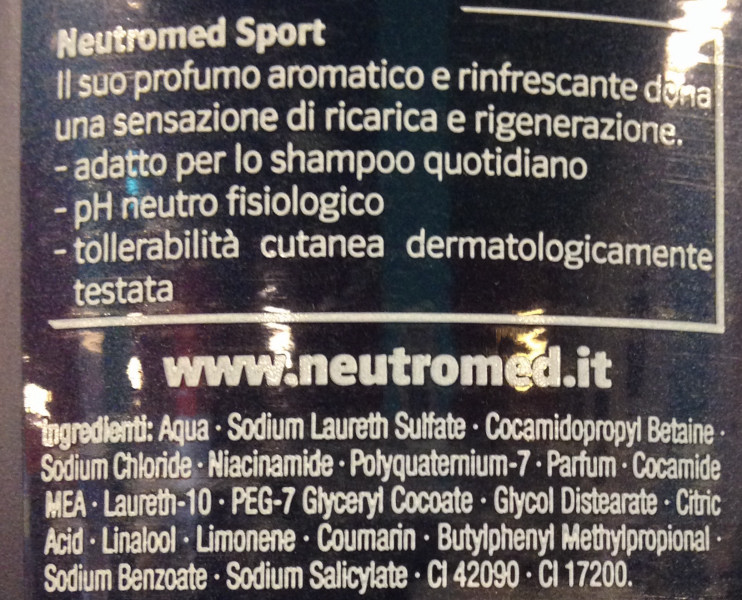 Neutromed Sport
Il suo profumo aromatico e rinfrescante dona
una sensazione di ricarica e rigenerazione.
- adatto per lo shampoo quotidiano
- pH neutro fisiologico
- tollerabilità cutanea dermatologicamente
testata
www.neutromed.it
Ingredienti: Aqua · Sodium Laureth Sulfate · Cocamidopropyl Betaine ·
Sodium Chloride · Niacinamide · Polyquaternium-7 · Parfum · Cocamide
MEA · Laureth-10 · PEG-7 Glyceryl Cocoate · Glycol Distearate · Citric
Acid · Linalool · Limonene · Coumarin · Butylphenyl Methylpropional ·
Sodium Benzoate · Sodium Salicylate · CI 42090 · CI 17200.